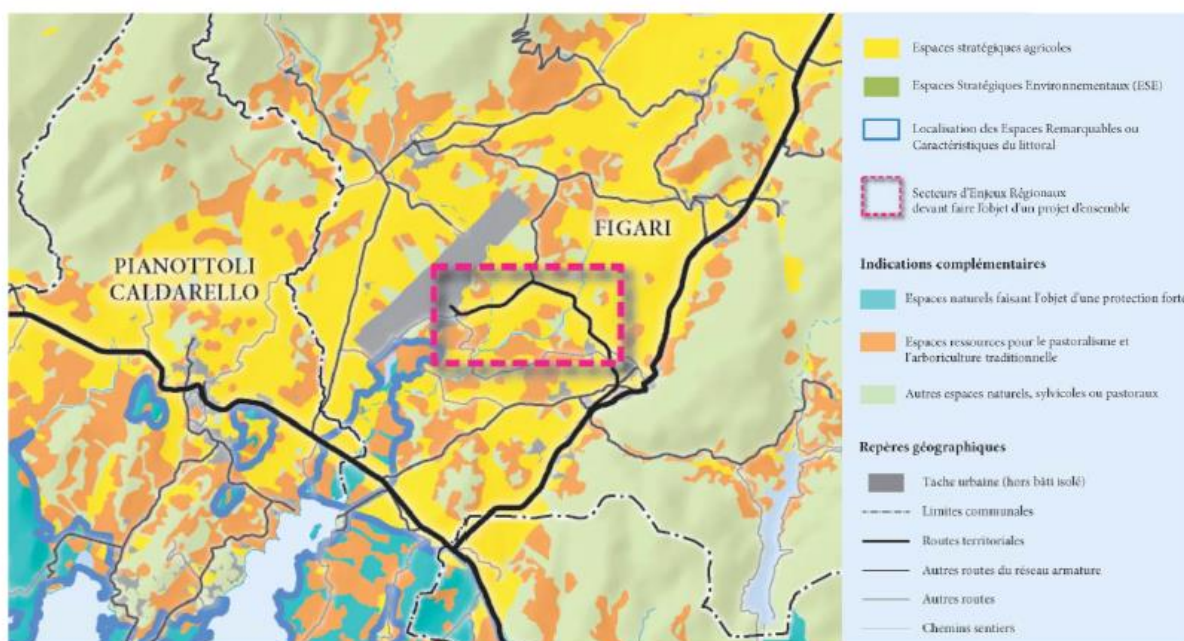 PIANOTTOLI
CALDARELLO
FIGARI
Espaces stratégiques agricoles
Espaces Stratégiques Environnementaux (ESE)
Localisation des Espaces Remarquables ou
Caractéristiques du littoral
Secteurs d'Enjeux Régionaux
devant faire l'objet d'un projet d'ensemble
Indications complémentaires
Espaces naturels faisant l'objet d'une protection forte
Espaces ressources pour le pastoralisme et
l'arboriculture traditionnelle
Autres espaces naturels, sylvicoles ou pastoraux
Repères géographiques
Tache urbaine (hors bâti isolé)
Limites communales
Routes territoriales
Autres routes du réseau armature
Autres routes
Chemins sentiers